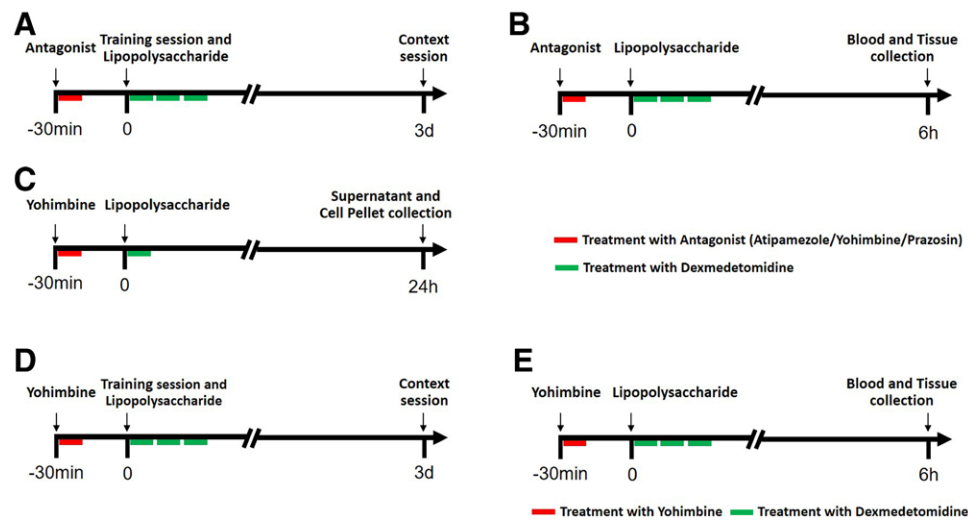 A
Antagonist
Training session and
Lipopolysaccharide
Context
session
-30min
0
3d
B
Antagonist
Lipopolysaccharide
Blood and Tissue
collection
-30min
0
6h
C
Yohimbine
Lipopolysaccharide
Supernatant and
Cell Pellet collection
-30min
0
24h
Treatment with Antagonist (Atipamezole/Yohimbine/Prazosin)
Treatment with Dexmedetomidine
D
Yohimbine
Training session and
Lipopolysaccharide
Context
session
-30min
0
3d
E
Yohimbine
Lipopolysaccharide
Blood and Tissue
collection
-30min
0
6h
Treatment with Yohimbine
Treatment with Dexmedetomidine